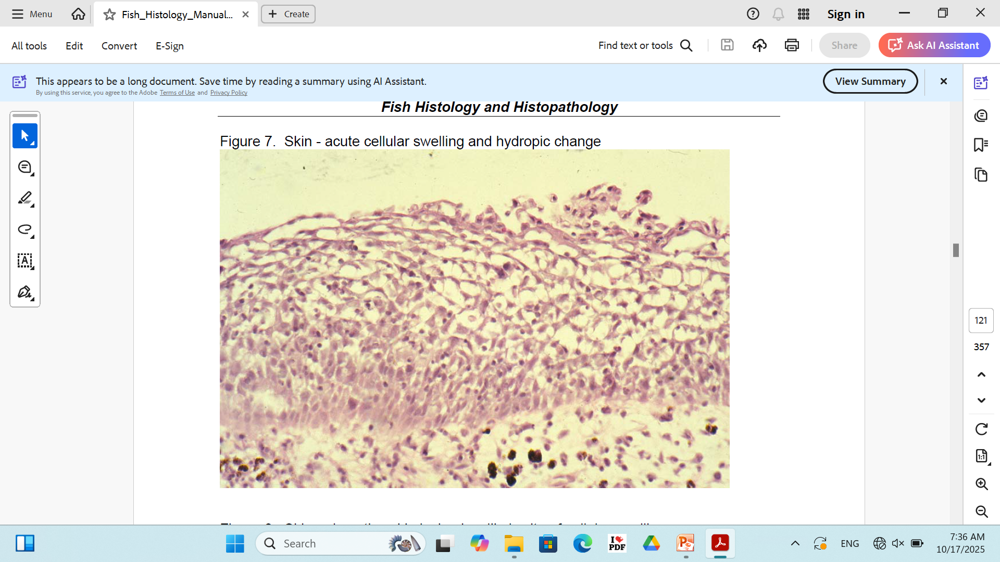 Menu
Fish_Histology_Manual...
Create
Sign in
All tools
Edit
Convert
E-Sign
Find text or tools
Share
Ask AI Assistant
This appears to be a long document. Save time by reading a summary using AI Assistant.
By using this service, you agree to the Adobe Terms of Use and Privacy Policy
View Summary
Fish Histology and Histopathology
Figure 7. Skin - acute cellular swelling and hydropic change
A
121
357
1:1
Search
I PDF
P
ENG
7:36 AM
10/17/2025